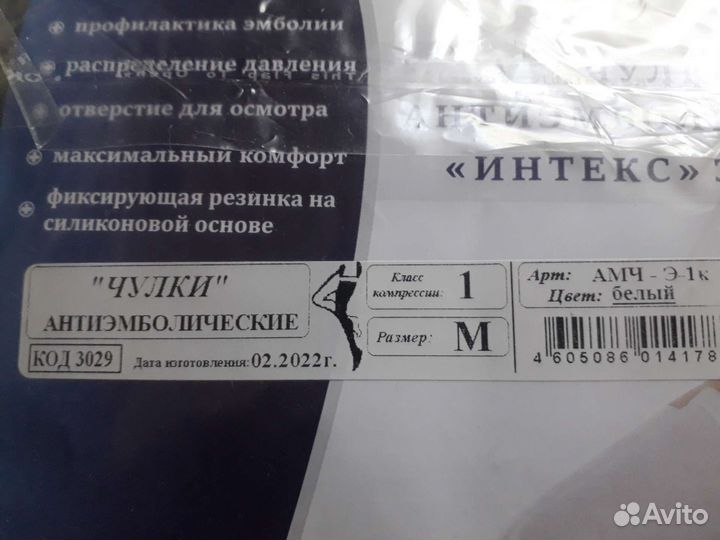 профилактика эмболии
распределение давления
отверстие для осмотра
максимальный комфорт
фиксирующая резинка на
силиконовой основе
«ИНТЕКС»
"ЧУЛКИ"
АНТИЭМБОЛИЧЕСКИЕ
КОД 3029 Дата изготовления: 02.2022г.
Класс
компрессии: 1
Размер: M
Арт: АМЧ - Э-1к
Цвет: белый
4 605086 014178
Avito